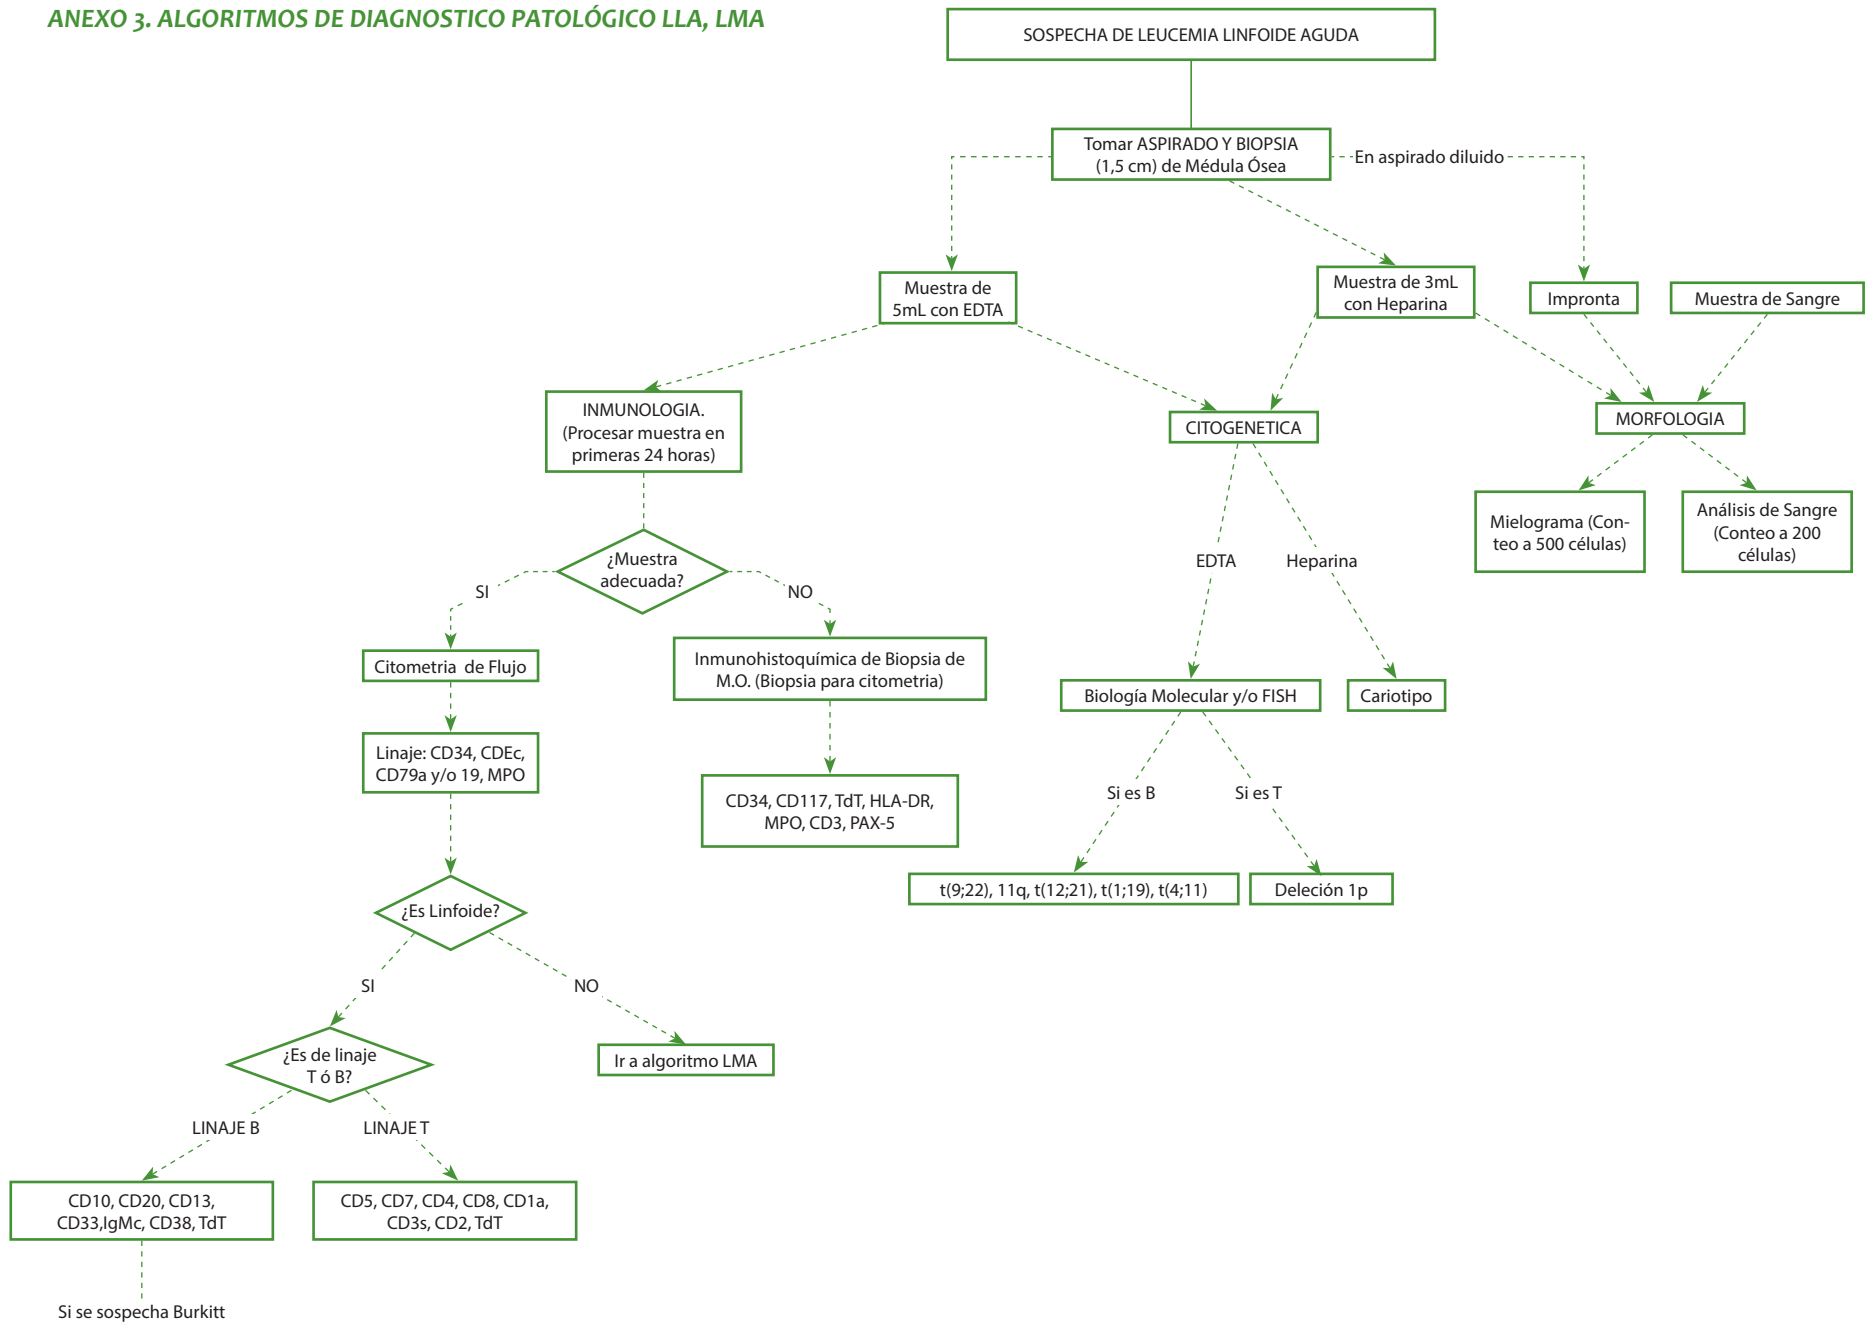 ANEXO 3. ALGORITMOS DE DIAGNOSTICO PATOLÓGICO LLA, LMA
SOSPECHA DE LEUCEMIA LINFOIDE AGUDA
Tomar ASPIRADO Y BIOPSIA
(1,5 cm) de Médula Ósea
En aspirado diluido
Muestra de
5mL con EDTA
Muestra de 3mL
con Heparina
Impronta
Muestra de Sangre
INMUNOLOGIA.
(Procesar muestra en
primeras 24 horas)
CITOGENETICA
MORFOLOGIA
Mielograma (Con-
teo a 500 células)
Análisis de Sangre
(Conteo a 200
células)
¿Muestra
adecuada?
EDTA
Heparina
SI
NO
Citometria de Flujo
Inmunohistoquímica de Biopsia de
M.O. (Biopsia para citometria)
Biología Molecular y/o FISH
Cariotipo
Linaje: CD34, CDEc,
CD79a y/o 19, MPO
CD34, CD117, TdT, HLA-DR,
MPO, CD3, PAX-5
Si es B
Si es T
t(9;22), 11q, t(12;21), t(1;19), t(4;11)
Deleción 1p
¿Es Linfoide?
SI
NO
¿Es de linaje
T ó B?
Ir a algoritmo LMA
LINAJE B
LINAJE T
CD10, CD20, CD13,
CD33,IgMc, CD38, TdT
CD5, CD7, CD4, CD8, CD1a,
CD3s, CD2, TdT
Si se sospecha Burkitt